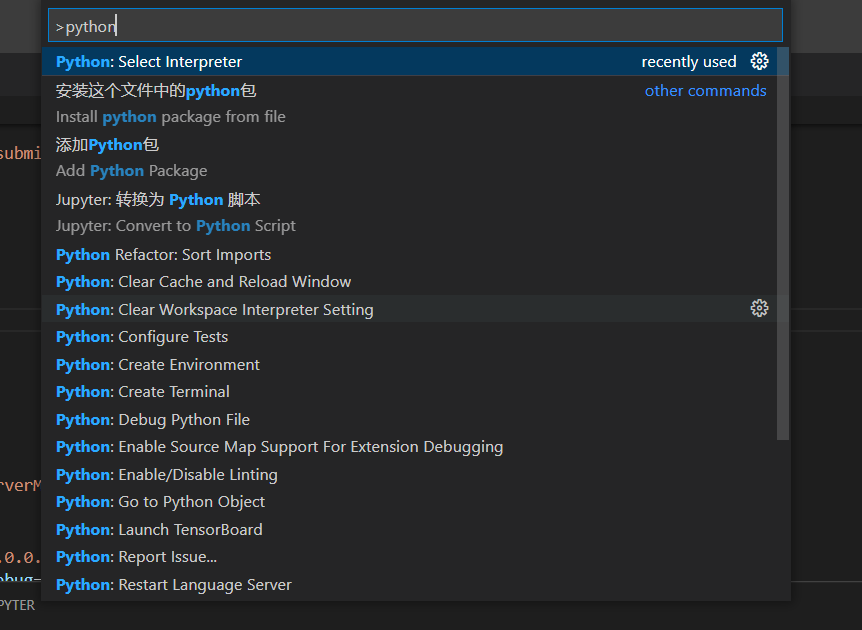 >python
Python: Select Interpreter recently used
安装这个文件中的python包 other commands
Install python package from file
添加Python包
Add Python Package
Jupyter: 转换为 Python 脚本
Jupyter: Convert to Python Script
Python Refactor: Sort Imports
Python: Clear Cache and Reload Window
Python: Clear Workspace Interpreter Setting
Python: Configure Tests
Python: Create Environment
Python: Create Terminal
Python: Debug Python File
Python: Enable Source Map Support For Extension Debugging
Python: Enable/Disable Linting
Python: Go to Python Object
Python: Launch TensorBoard
Python: Report Issue...
Python: Restart Language Server
submi
rverM
.0.0.
PYTER